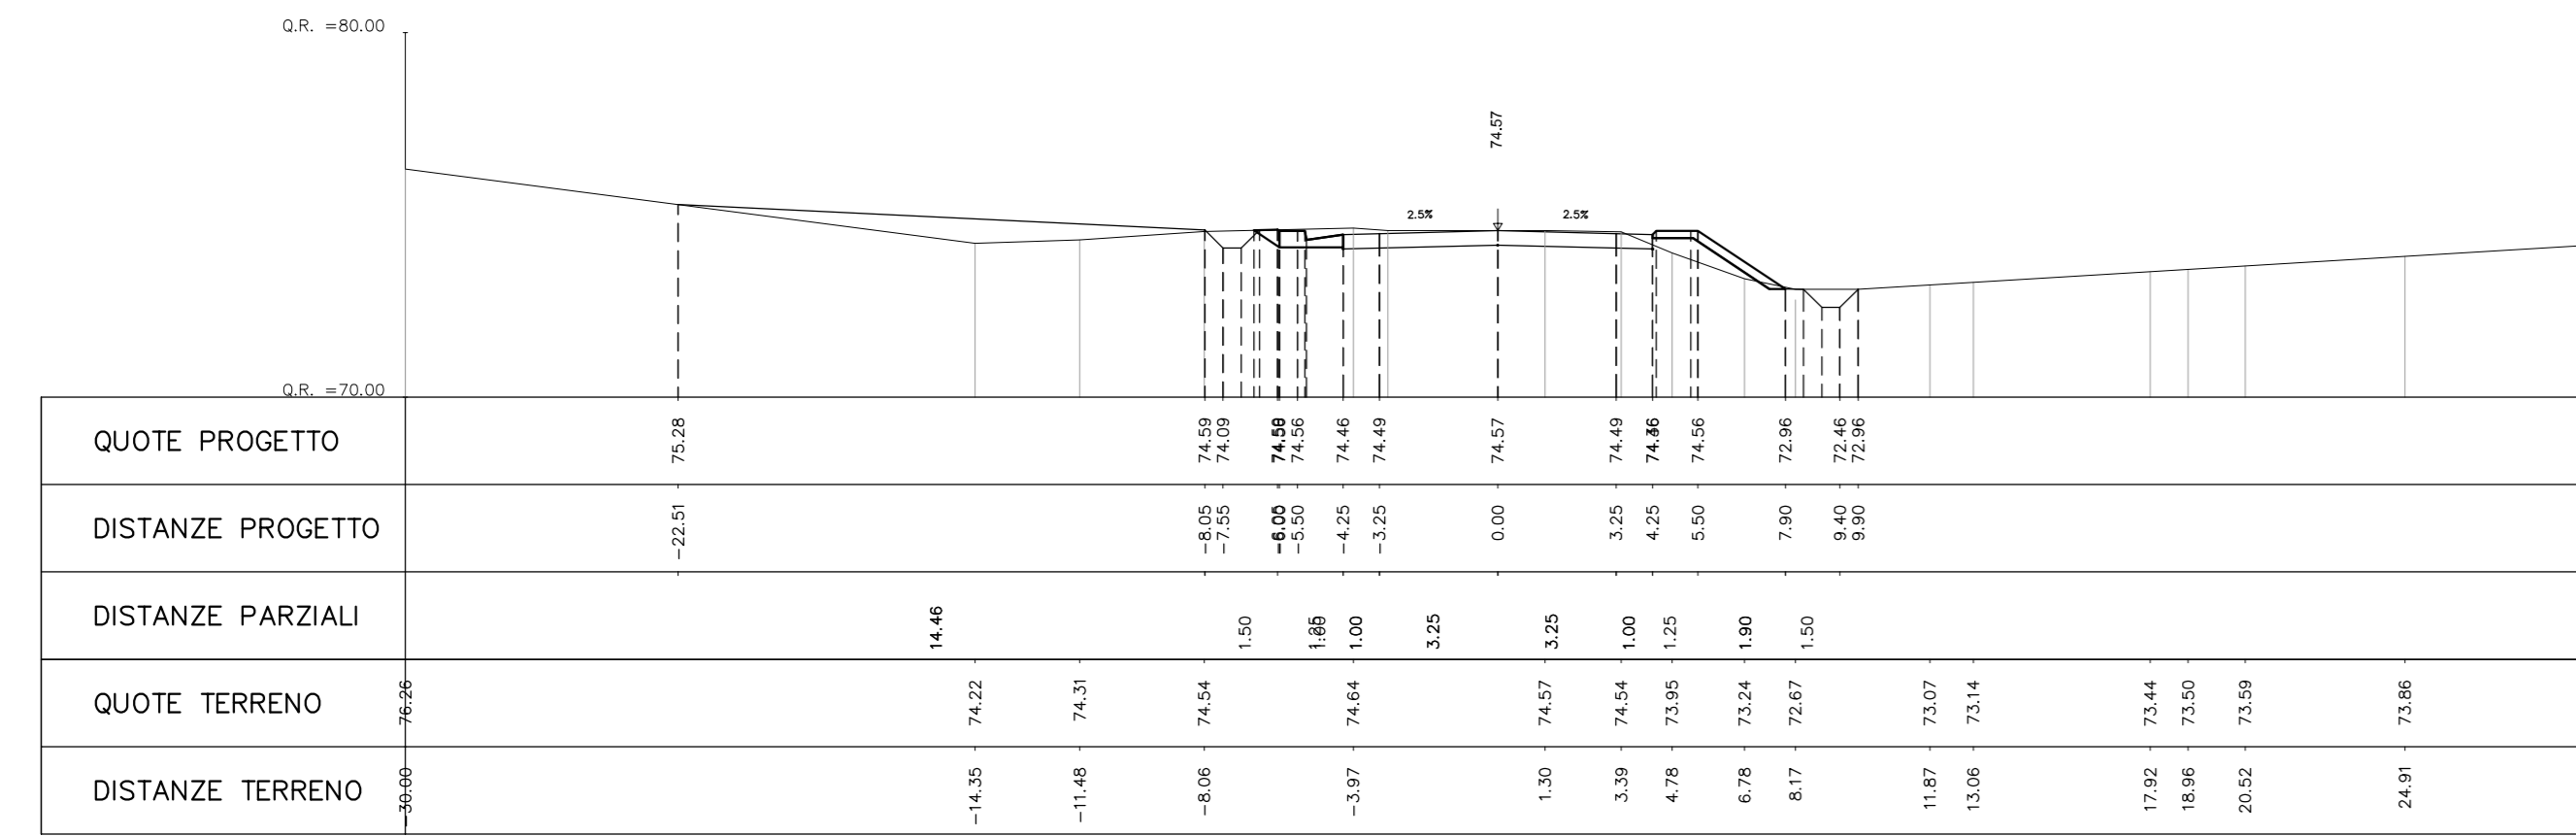 Q.R. =80.00
74.57
2.5% 2.5%
Q.R. =70.00
QUOTE PROGETTO 75.28 74.59 74.09 74.56 74.46 74.49 74.57 74.49 74.56 72.96 72.46 72.96
DISTANZE PROGETTO -22.51 -8.05 -7.55 -5.50 -4.25 -3.25 0.00 3.25 4.25 5.50 7.90 9.40 9.90
DISTANZE PARZIALI 14.46 1.50 1.00 3.25 3.25 1.00 1.25 1.90 1.50
QUOTE TERRENO 76.26 74.22 74.31 74.54 74.64 74.57 74.54 73.95 73.24 72.67 73.07 73.14 73.44 73.50 73.59 73.86
DISTANZE TERRENO -30.00 -14.35 -11.48 -8.06 -3.97 1.30 3.39 4.78 6.78 8.17 11.87 13.06 17.92 18.96 20.52 24.91